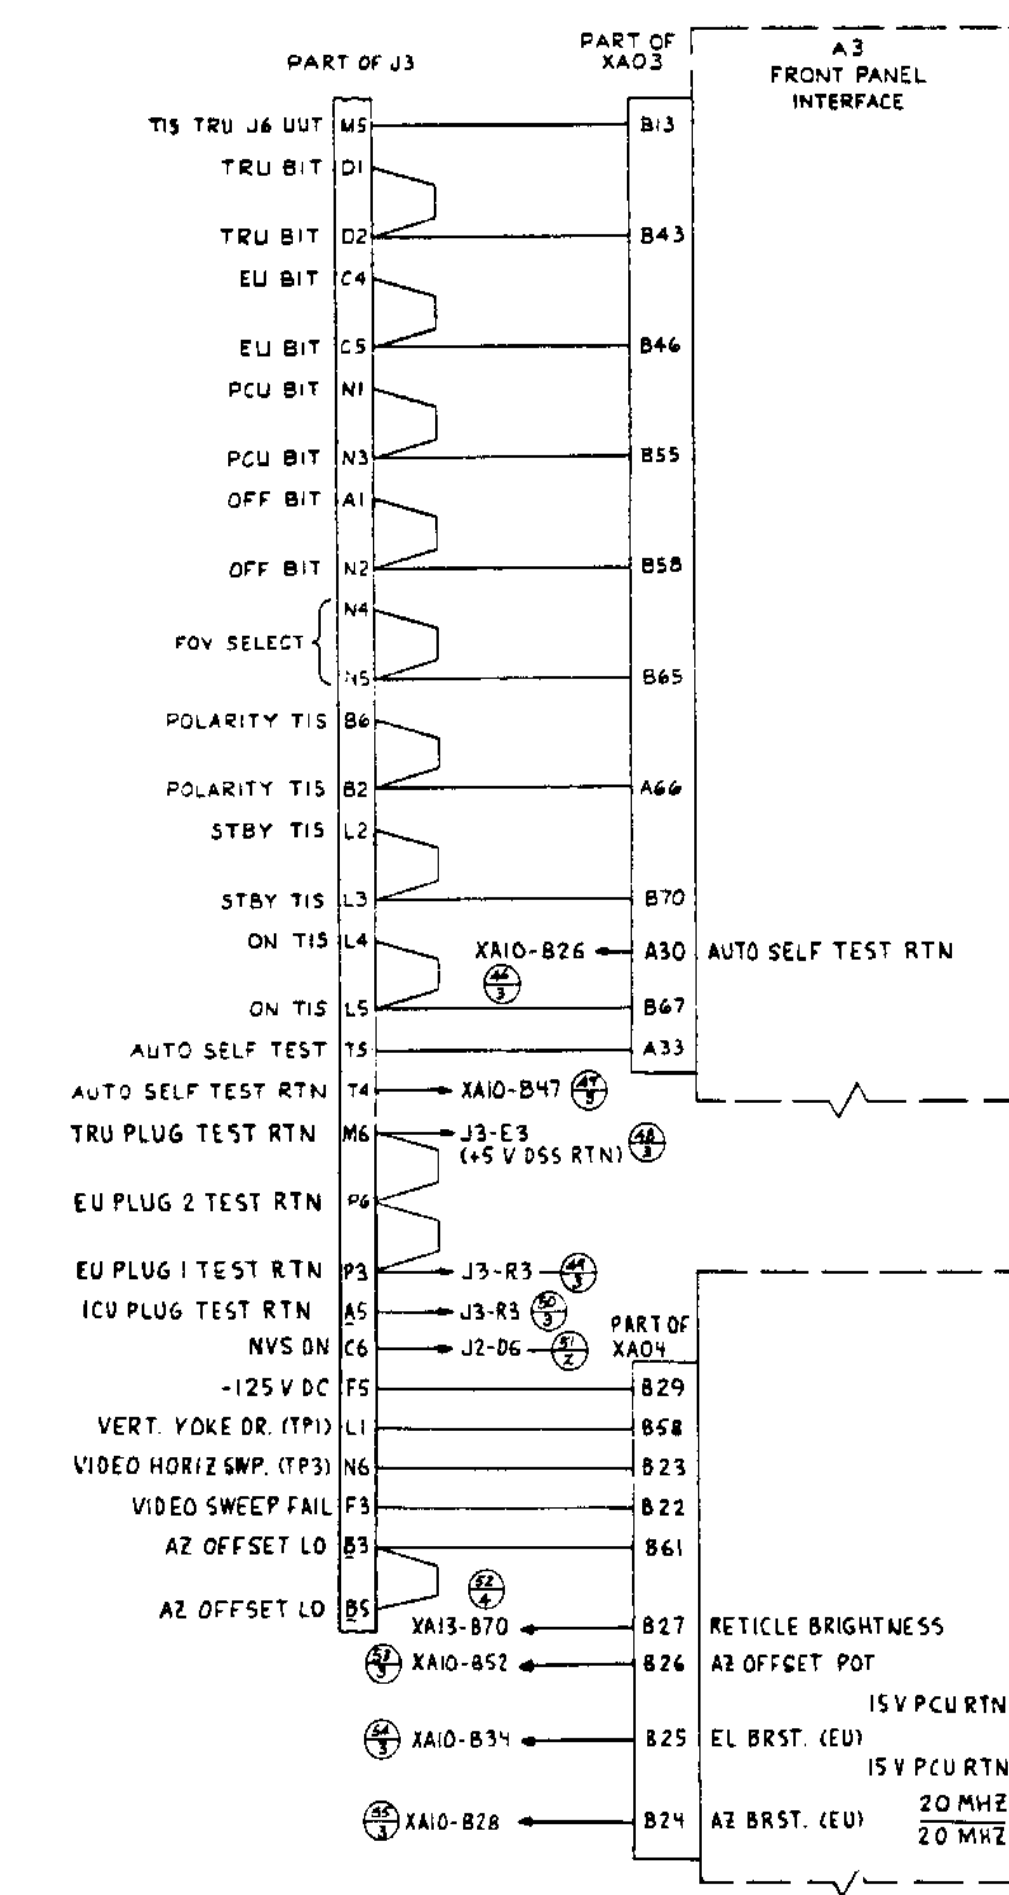 PART OF J3
PART OF
XA03
A3
FRONT PANEL
INTERFACE
TIS TRU J6 UUT M5 B13
TRU BIT D1
TRU BIT D2 B43
EU BIT C4
EU BIT C5 B46
PCU BIT N1
PCU BIT N3 B55
OFF BIT A1
OFF BIT N2 B58
N4
FOV SELECT
N5 B65
POLARITY TIS B6
POLARITY TIS B2 A66
STBY TIS L2
STBY TIS L3 B70
ON TIS L4 XA10-B26 A30 AUTO SELF TEST RTN
46
3
ON TIS L5 B67
AUTO SELF TEST T5 A33
AUTO SELF TEST RTN T4 XA10-B47 47
3
TRU PLUG TEST RTN M6 J3-E3
(+5 V DSS RTN) 48
3
EU PLUG 2 TEST RTN P6
EU PLUG 1 TEST RTN P3 J3-R3 49
3
ICU PLUG TEST RTN A5 J3-R3 50
3
PART OF
XA04
NVS ON C6 J2-D6 51
2
-125 V DC F5 B29
VERT. YOKE DR. (TP1) L1 B58
VIDEO HORIZ SWP. (TP3) N6 B23
VIDEO SWEEP FAIL F3 B22
AZ OFFSET LO B3 B61
52
4
AZ OFFSET LO B5
XA13-B70 B27 RETICLE BRIGHTNESS
53
3
XA10-B52 B26 AZ OFFSET POT
15 V PCU RTN
54
3
XA10-B34 B25 EL BRST. (EU)
15 V PCU RTN
20 MHZ
55
3
XA10-B28 B24 AZ BRST. (EU)
20 MHZ